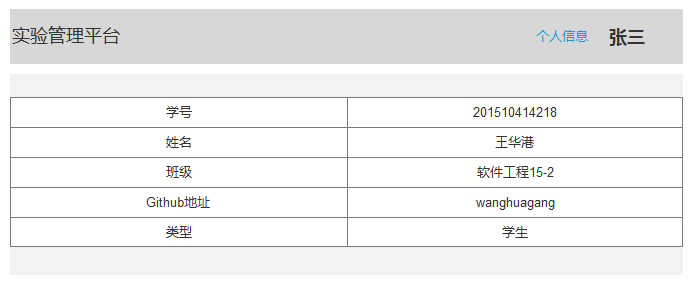 实验管理平台 个人信息 张三
学号 201510414218
姓名 王华港
班级 软件工程15-2
Github地址 wanghuagang
类型 学生